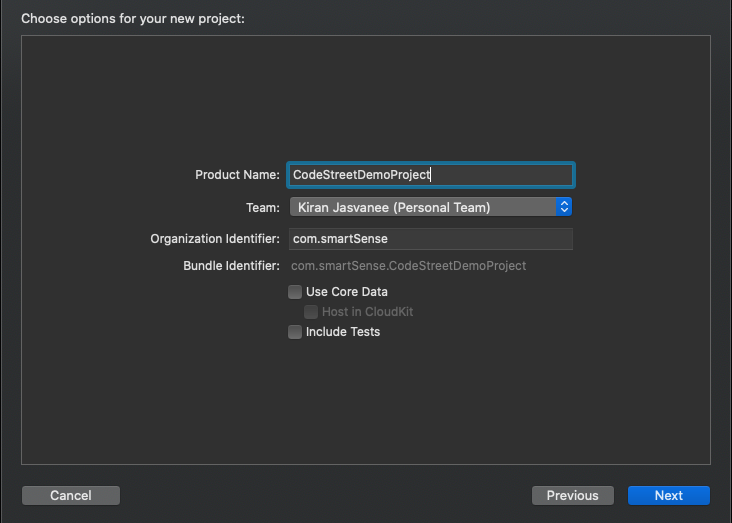 Choose options for your new project:
Product Name: CodeStreetDemoProject
Team: Kiran Jasvanee (Personal Team)
Organization Identifier: com.smartSense
Bundle Identifier: com.smartSense.CodeStreetDemoProject
Use Core Data
Host in CloudKit
Include Tests
Cancel Previous Next